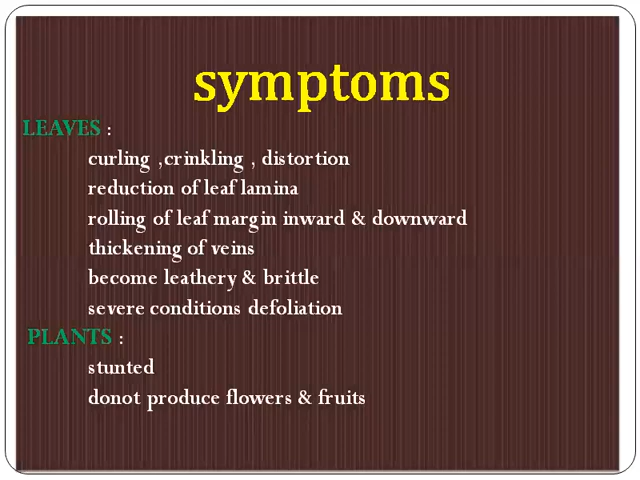 symptoms
LEAVES :
curling ,crinkling , distortion
reduction of leaf lamina
rolling of leaf margin inward & downward
thickening of veins
become leathery & brittle
severe conditions defoliation
PLANTS :
stunted
donot produce flowers & fruits